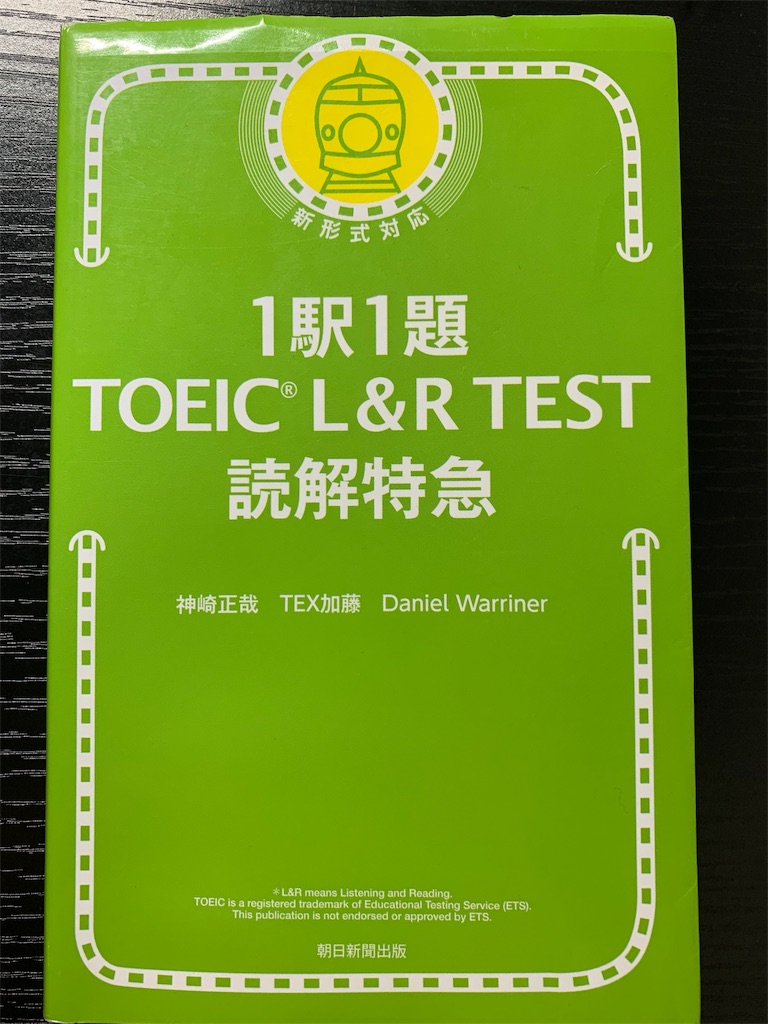 新形式対応
1駅1題
TOEIC® L&R TEST
読解特急
神崎正哉 TEX加藤 Daniel Warriner
＊L&R means Listening and Reading.
TOEIC is a registered trademark of Educational Testing Service (ETS).
This publication is not endorsed or approved by ETS.
朝日新聞出版